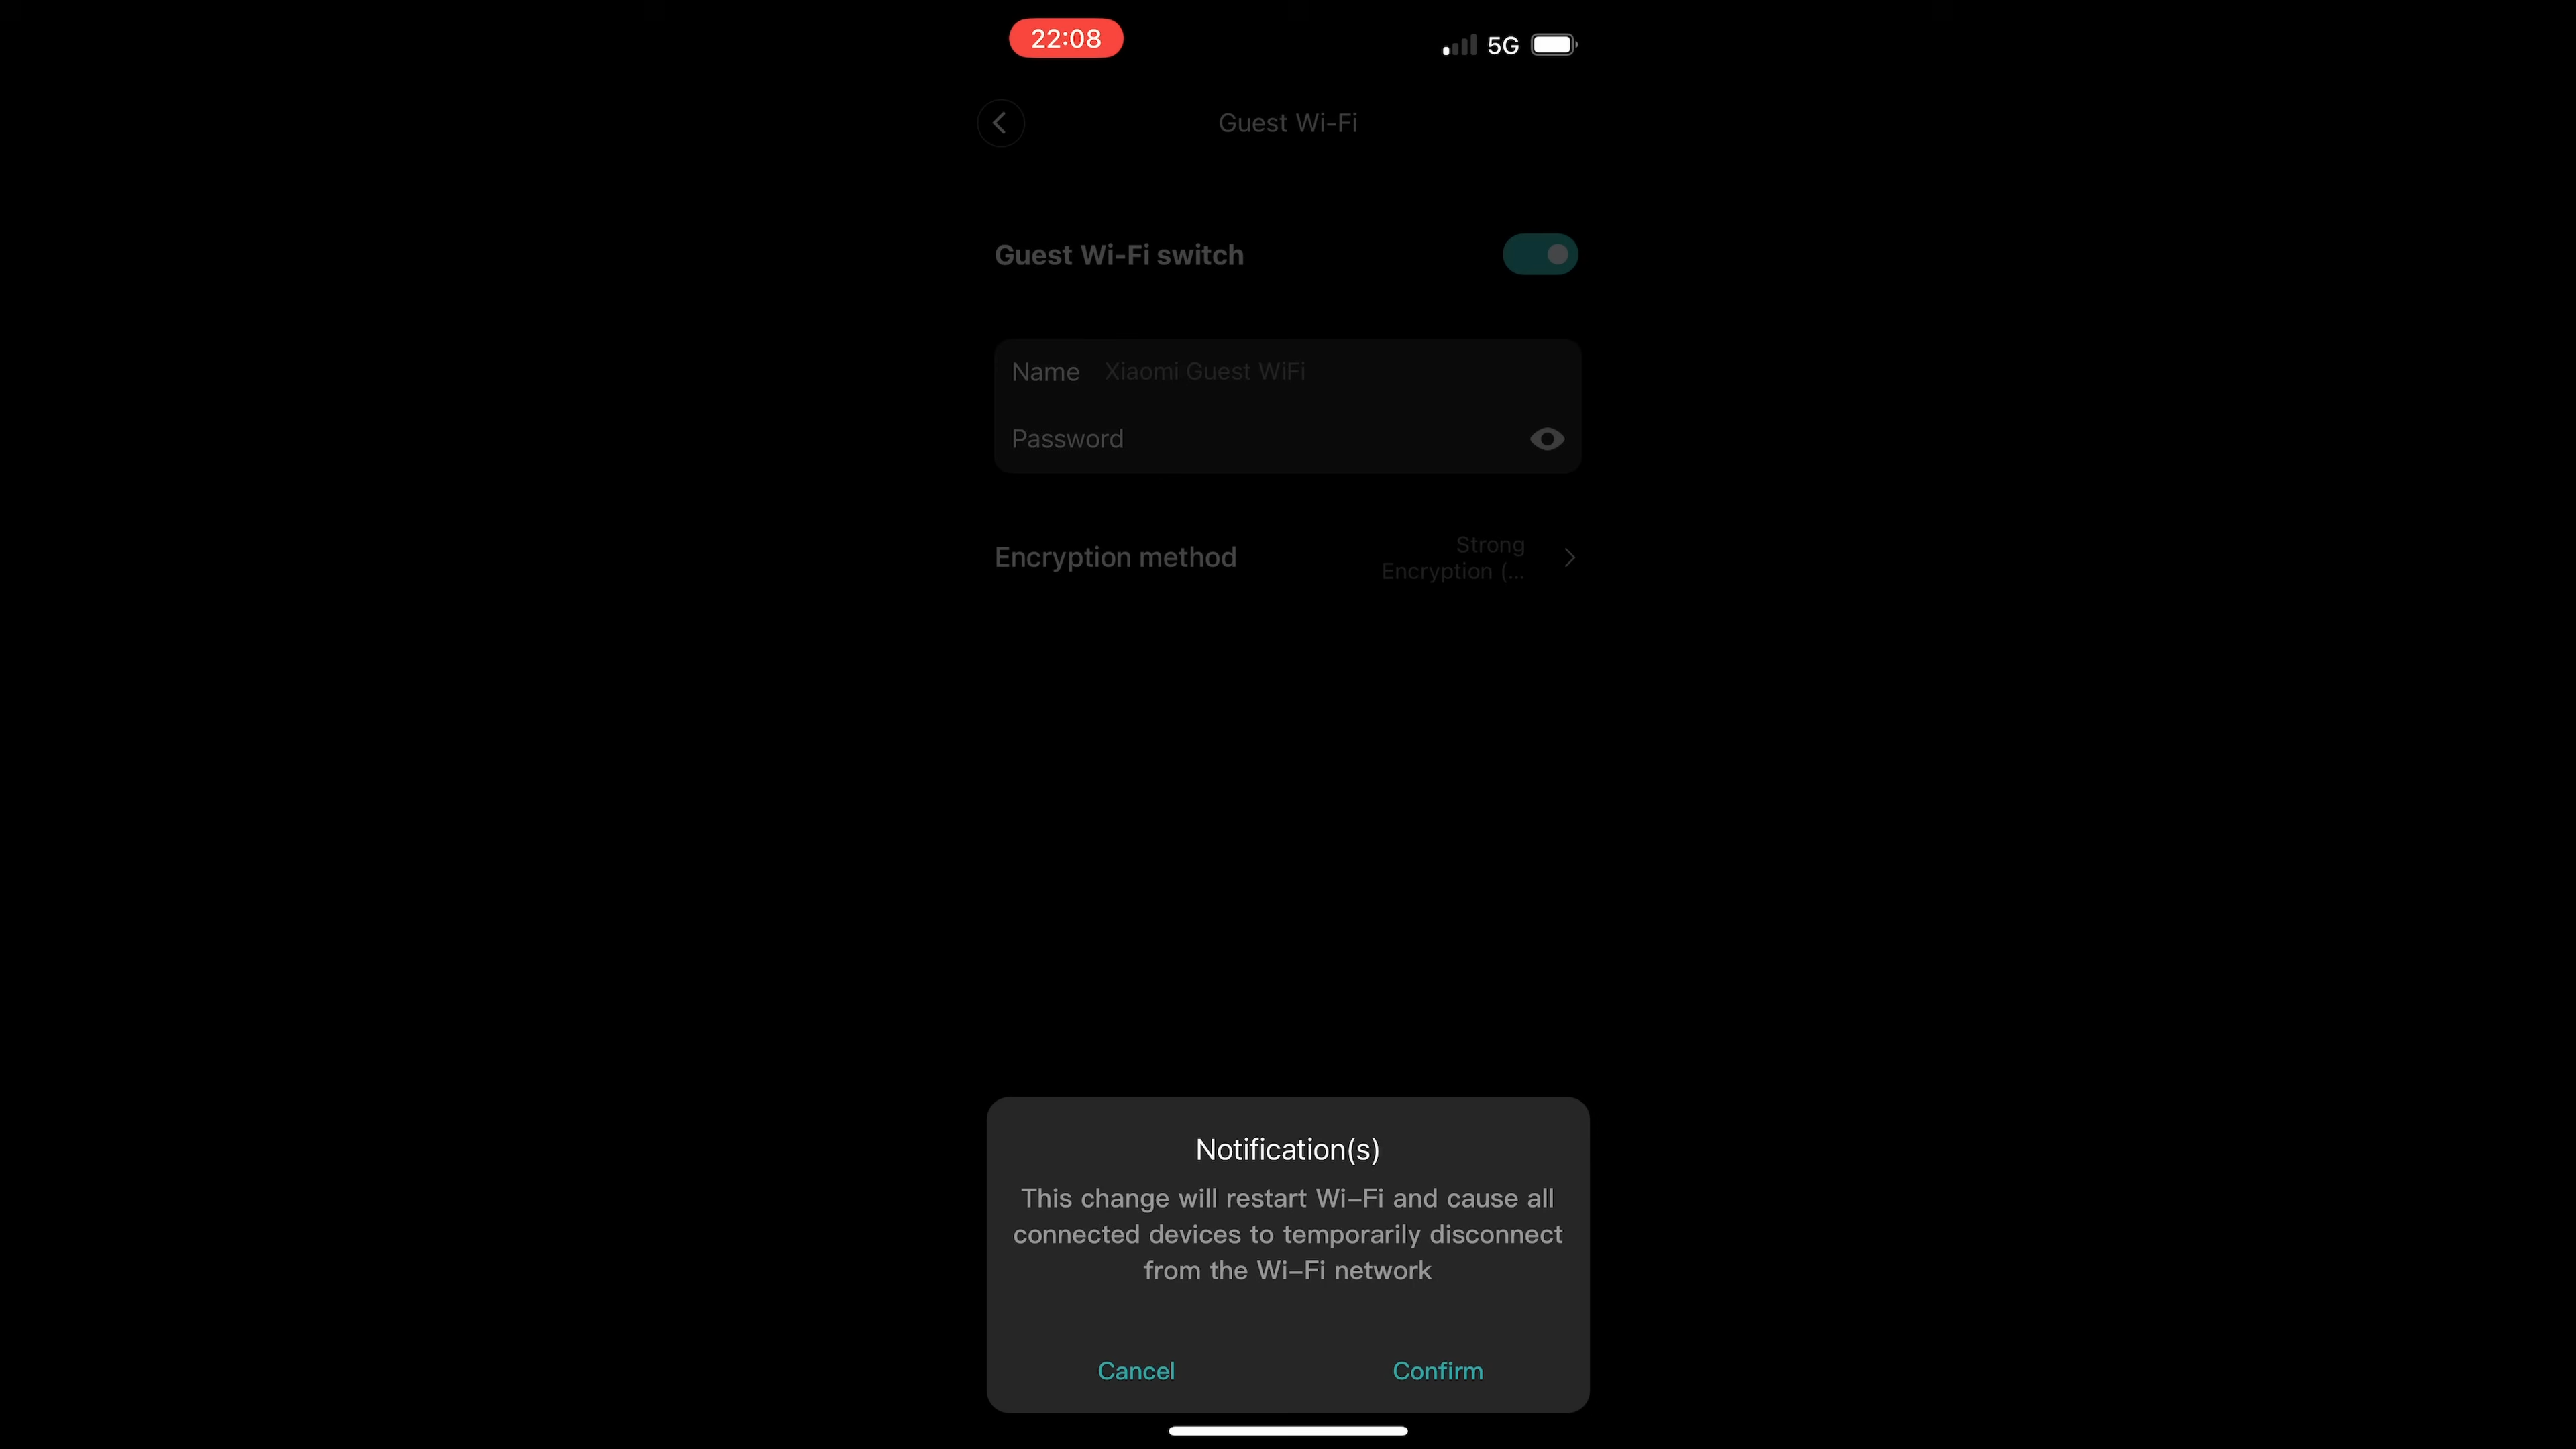 22:08
5G
Guest Wi-Fi
Guest Wi-Fi switch
Name Xiaomi Guest WiFi
Password
Encryption method
Strong
Encryption (...
Notification(s)
This change will restart Wi-Fi and cause all
connected devices to temporarily disconnect
from the Wi-Fi network
Cancel Confirm